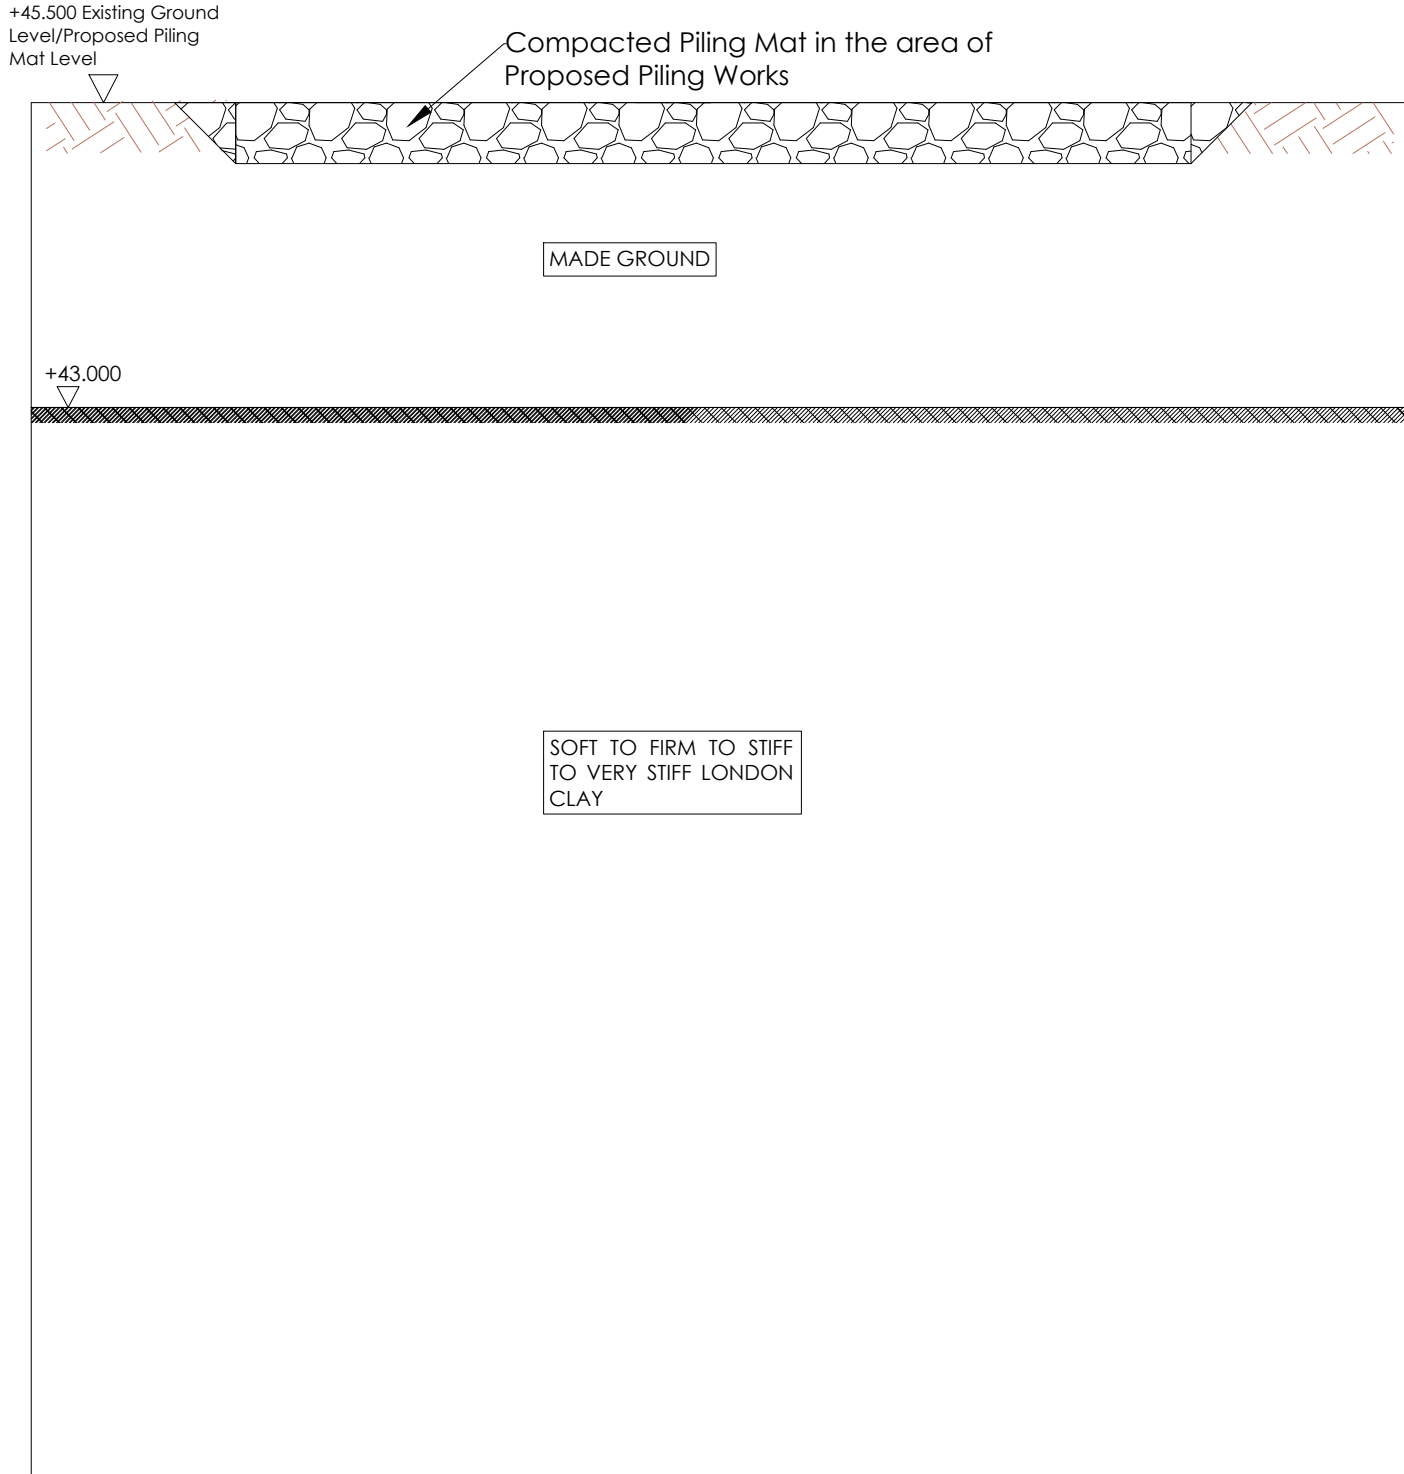 +45.500 Existing Ground
Level/Proposed Piling
Mat Level
Compacted Piling Mat in the area of
Proposed Piling Works
MADE GROUND
+43.000
SOFT TO FIRM TO STIFF
TO VERY STIFF LONDON
CLAY